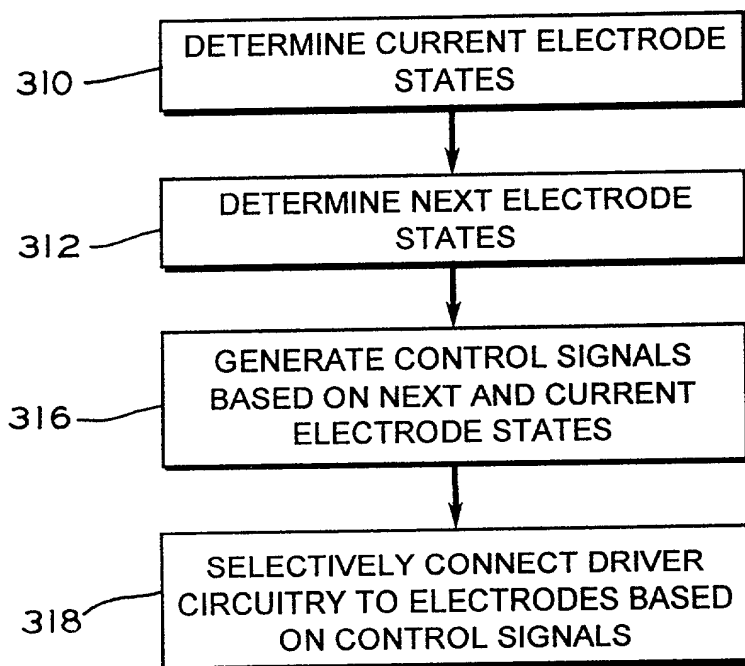 310
DETERMINE CURRENT ELECTRODE
STATES
312
DETERMINE NEXT ELECTRODE
STATES
316
GENERATE CONTROL SIGNALS
BASED ON NEXT AND CURRENT
ELECTRODE STATES
318
SELECTIVELY CONNECT DRIVER
CIRCUITRY TO ELECTRODES BASED
ON CONTROL SIGNALS